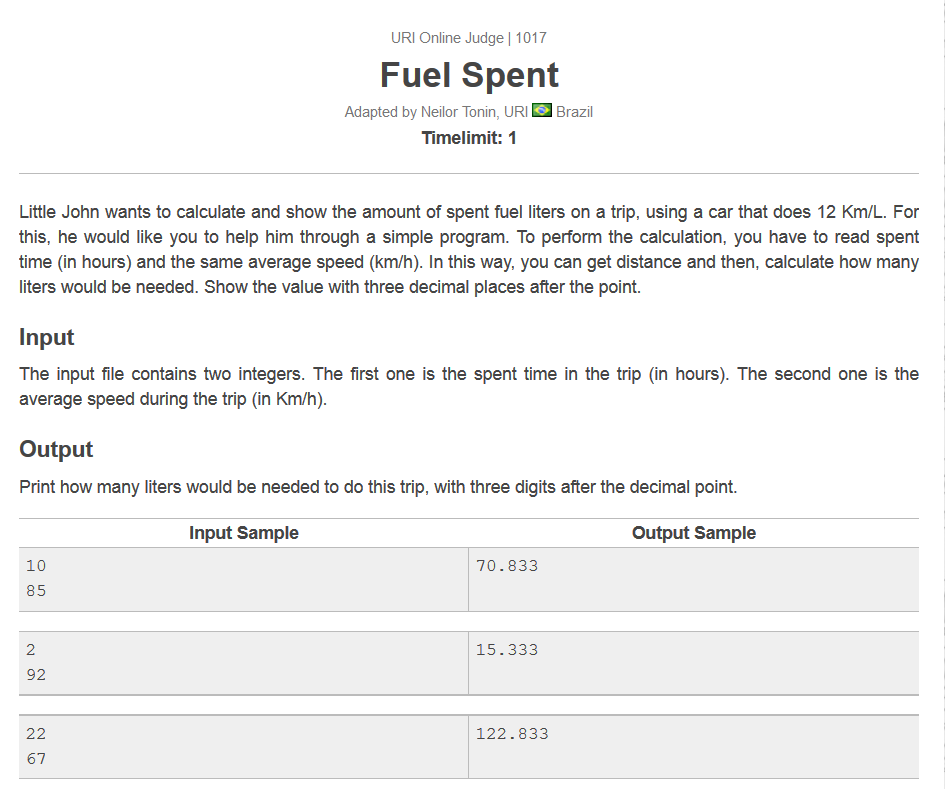 URI Online Judge | 1017
Fuel Spent
Adapted by Neilor Tonin, URI Brazil
Timelimit: 1
Little John wants to calculate and show the amount of spent fuel liters on a trip, using a car that does 12 Km/L. For
this, he would like you to help him through a simple program. To perform the calculation, you have to read spent
time (in hours) and the same average speed (km/h). In this way, you can get distance and then, calculate how many
liters would be needed. Show the value with three decimal places after the point.
Input
The input file contains two integers. The first one is the spent time in the trip (in hours). The second one is the
average speed during the trip (in Km/h).
Output
Print how many liters would be needed to do this trip, with three digits after the decimal point.
Input Sample Output Sample
10 70.833
85
2 15.333
92
22 122.833
67